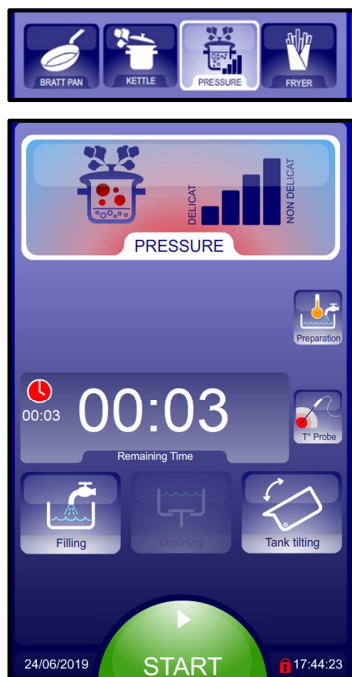 BRATT PAN
KETTLE
PRESSURE
FRYER
DELICAT
NON DELICAT
PRESSURE
Preparation
00:03
00:03
Remaining Time
T° Probe
Filling
Draining
Tank tilting
START
24/06/2019
17:44:23